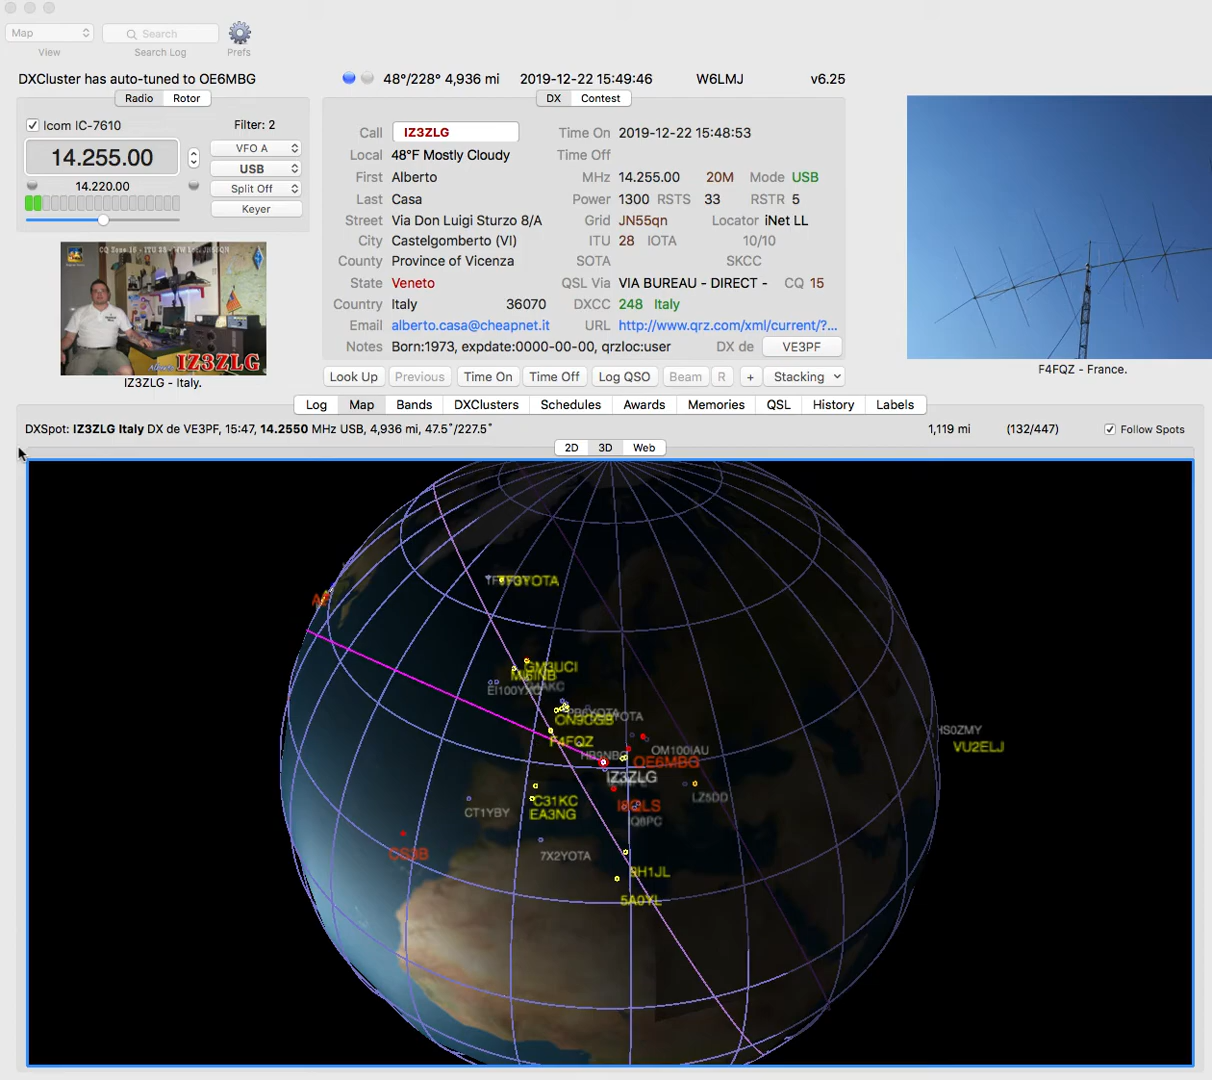 Map
Search
View
Search Log
Prefs
DXCluster has auto-tuned to OE6MBG
48°/228° 4,936 mi
2019-12-22 15:49:46
W6LMJ
v6.25
Radio
Rotor
DX
Contest
Icom IC-7610
Filter: 2
14.255.00
VFO A
USB
14.220.00
Split Off
Keyer
Call IZ3ZLG Time On 2019-12-22 15:48:53
Local 48°F Mostly Cloudy Time Off
First Alberto MHz 14.255.00 20M Mode USB
Last Casa Power 1300 RSTS 33 RSTR 5
Street Via Don Luigi Sturzo 8/A Grid JN55qn Locator iNet LL
City Castelgomberto (VI) ITU 28 IOTA 10/10
County Province of Vicenza SOTA SKCC
State Veneto QSL Via VIA BUREAU - DIRECT - CQ 15
Country Italy 36070 DXCC 248 Italy
Email alberto.casa@cheapnet.it URL http://www.qrz.com/xml/current/?...
Notes Born:1973, expdate:0000-00-00, qrzloc:user DX de VE3PF
IZ3ZLG
IZ3ZLG - Italy.
F4FQZ - France.
Look Up
Previous
Time On
Time Off
Log QSO
Beam
R
+
Stacking
Log
Map
Bands
DXClusters
Schedules
Awards
Memories
QSL
History
Labels
DXSpot: IZ3ZLG Italy DX de VE3PF, 15:47, 14.2550 MHz USB, 4,936 mi, 47.5°/227.5°
1,119 mi
(132/447)
Follow Spots
2D
3D
Web
GM3UCI
ON3CGB
F4FQZ
HS0ZMY
VU2ELJ
OM100IAU
OE6MBG
IZ3ZLG
LZ5DD
C31KC
EA3NG
CT1YBY
IQ8PC
CS3B
7X2YOTA
9H1JL
5A0YL